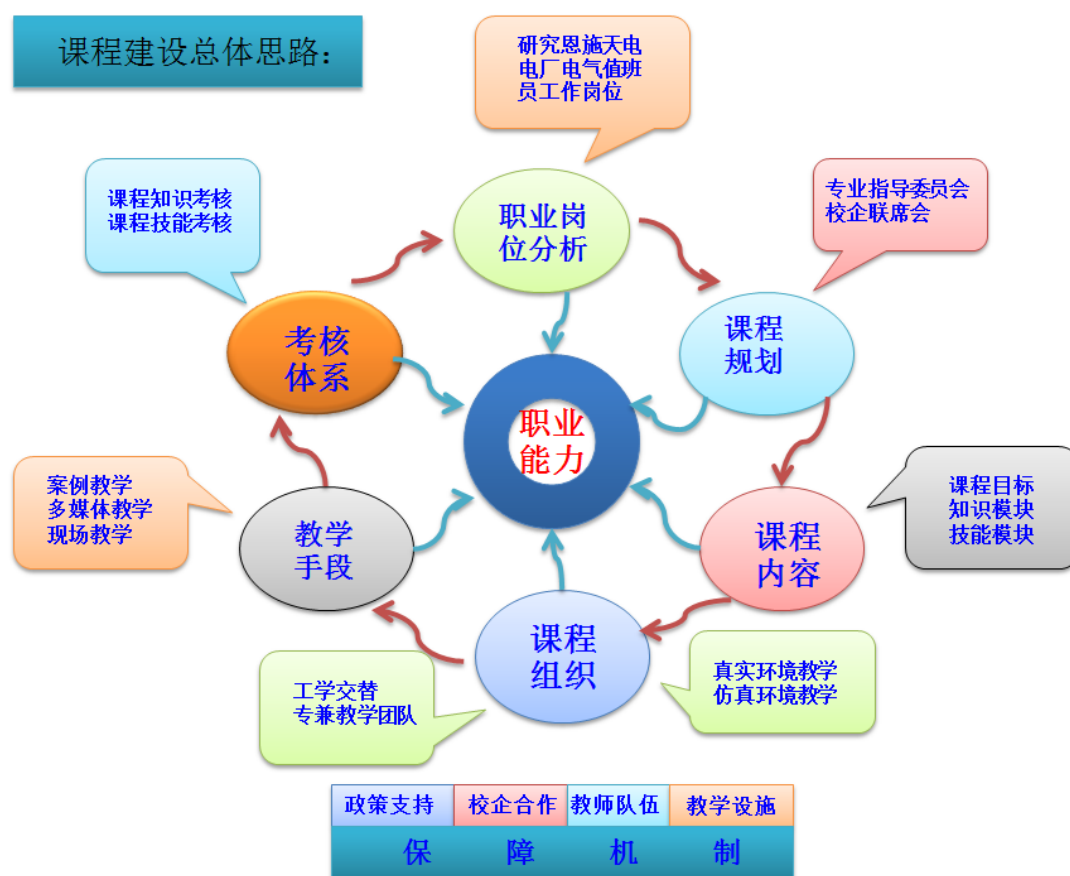 课程建设总体思路：
研究恩施天电
电厂电气值班
员工作岗位
课程知识考核
课程技能考核
职业岗
位分析
专业指导委员会
校企联席会
考核
体系
课程
规划
职业
能力
案例教学
多媒体教学
现场教学
教学
手段
课程
内容
课程目标
知识模块
技能模块
课程
组织
工学交替
专兼教学团队
真实环境教学
仿真环境教学
政策支持 校企合作 教师队伍 教学设施
保 障 机 制